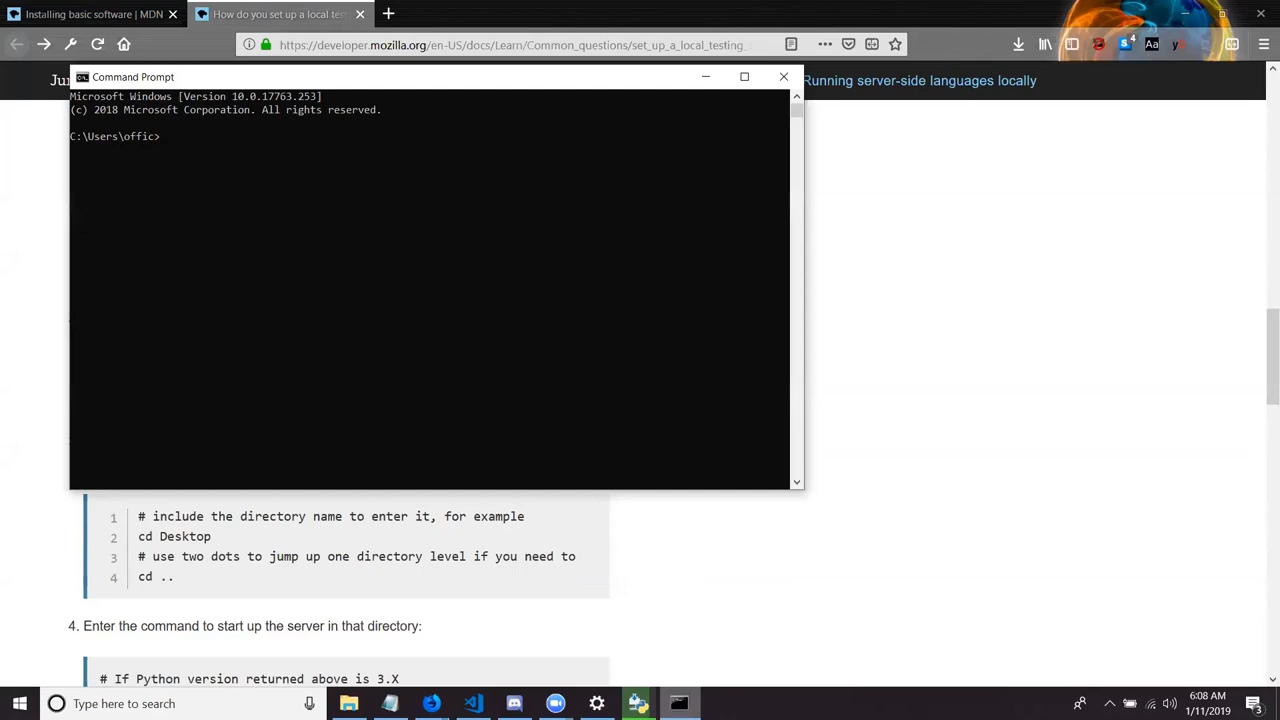 Installing basic software | MDN
How do you set up a local tes
https://developer.mozilla.org/en-US/docs/Learn/Common_questions/set_up_a_local_testing_
4
Aa
Ju
Running server-side languages locally
Command Prompt
Microsoft Windows [Version 10.0.17763.253]
(c) 2018 Microsoft Corporation. All rights reserved.
C:\Users\offic>
1 # include the directory name to enter it, for example
2 cd Desktop
3 # use two dots to jump up one directory level if you need to
4 cd ..
4. Enter the command to start up the server in that directory:
# If Python version returned above is 3.X
Type here to search
6:08 AM
1/11/2019
3